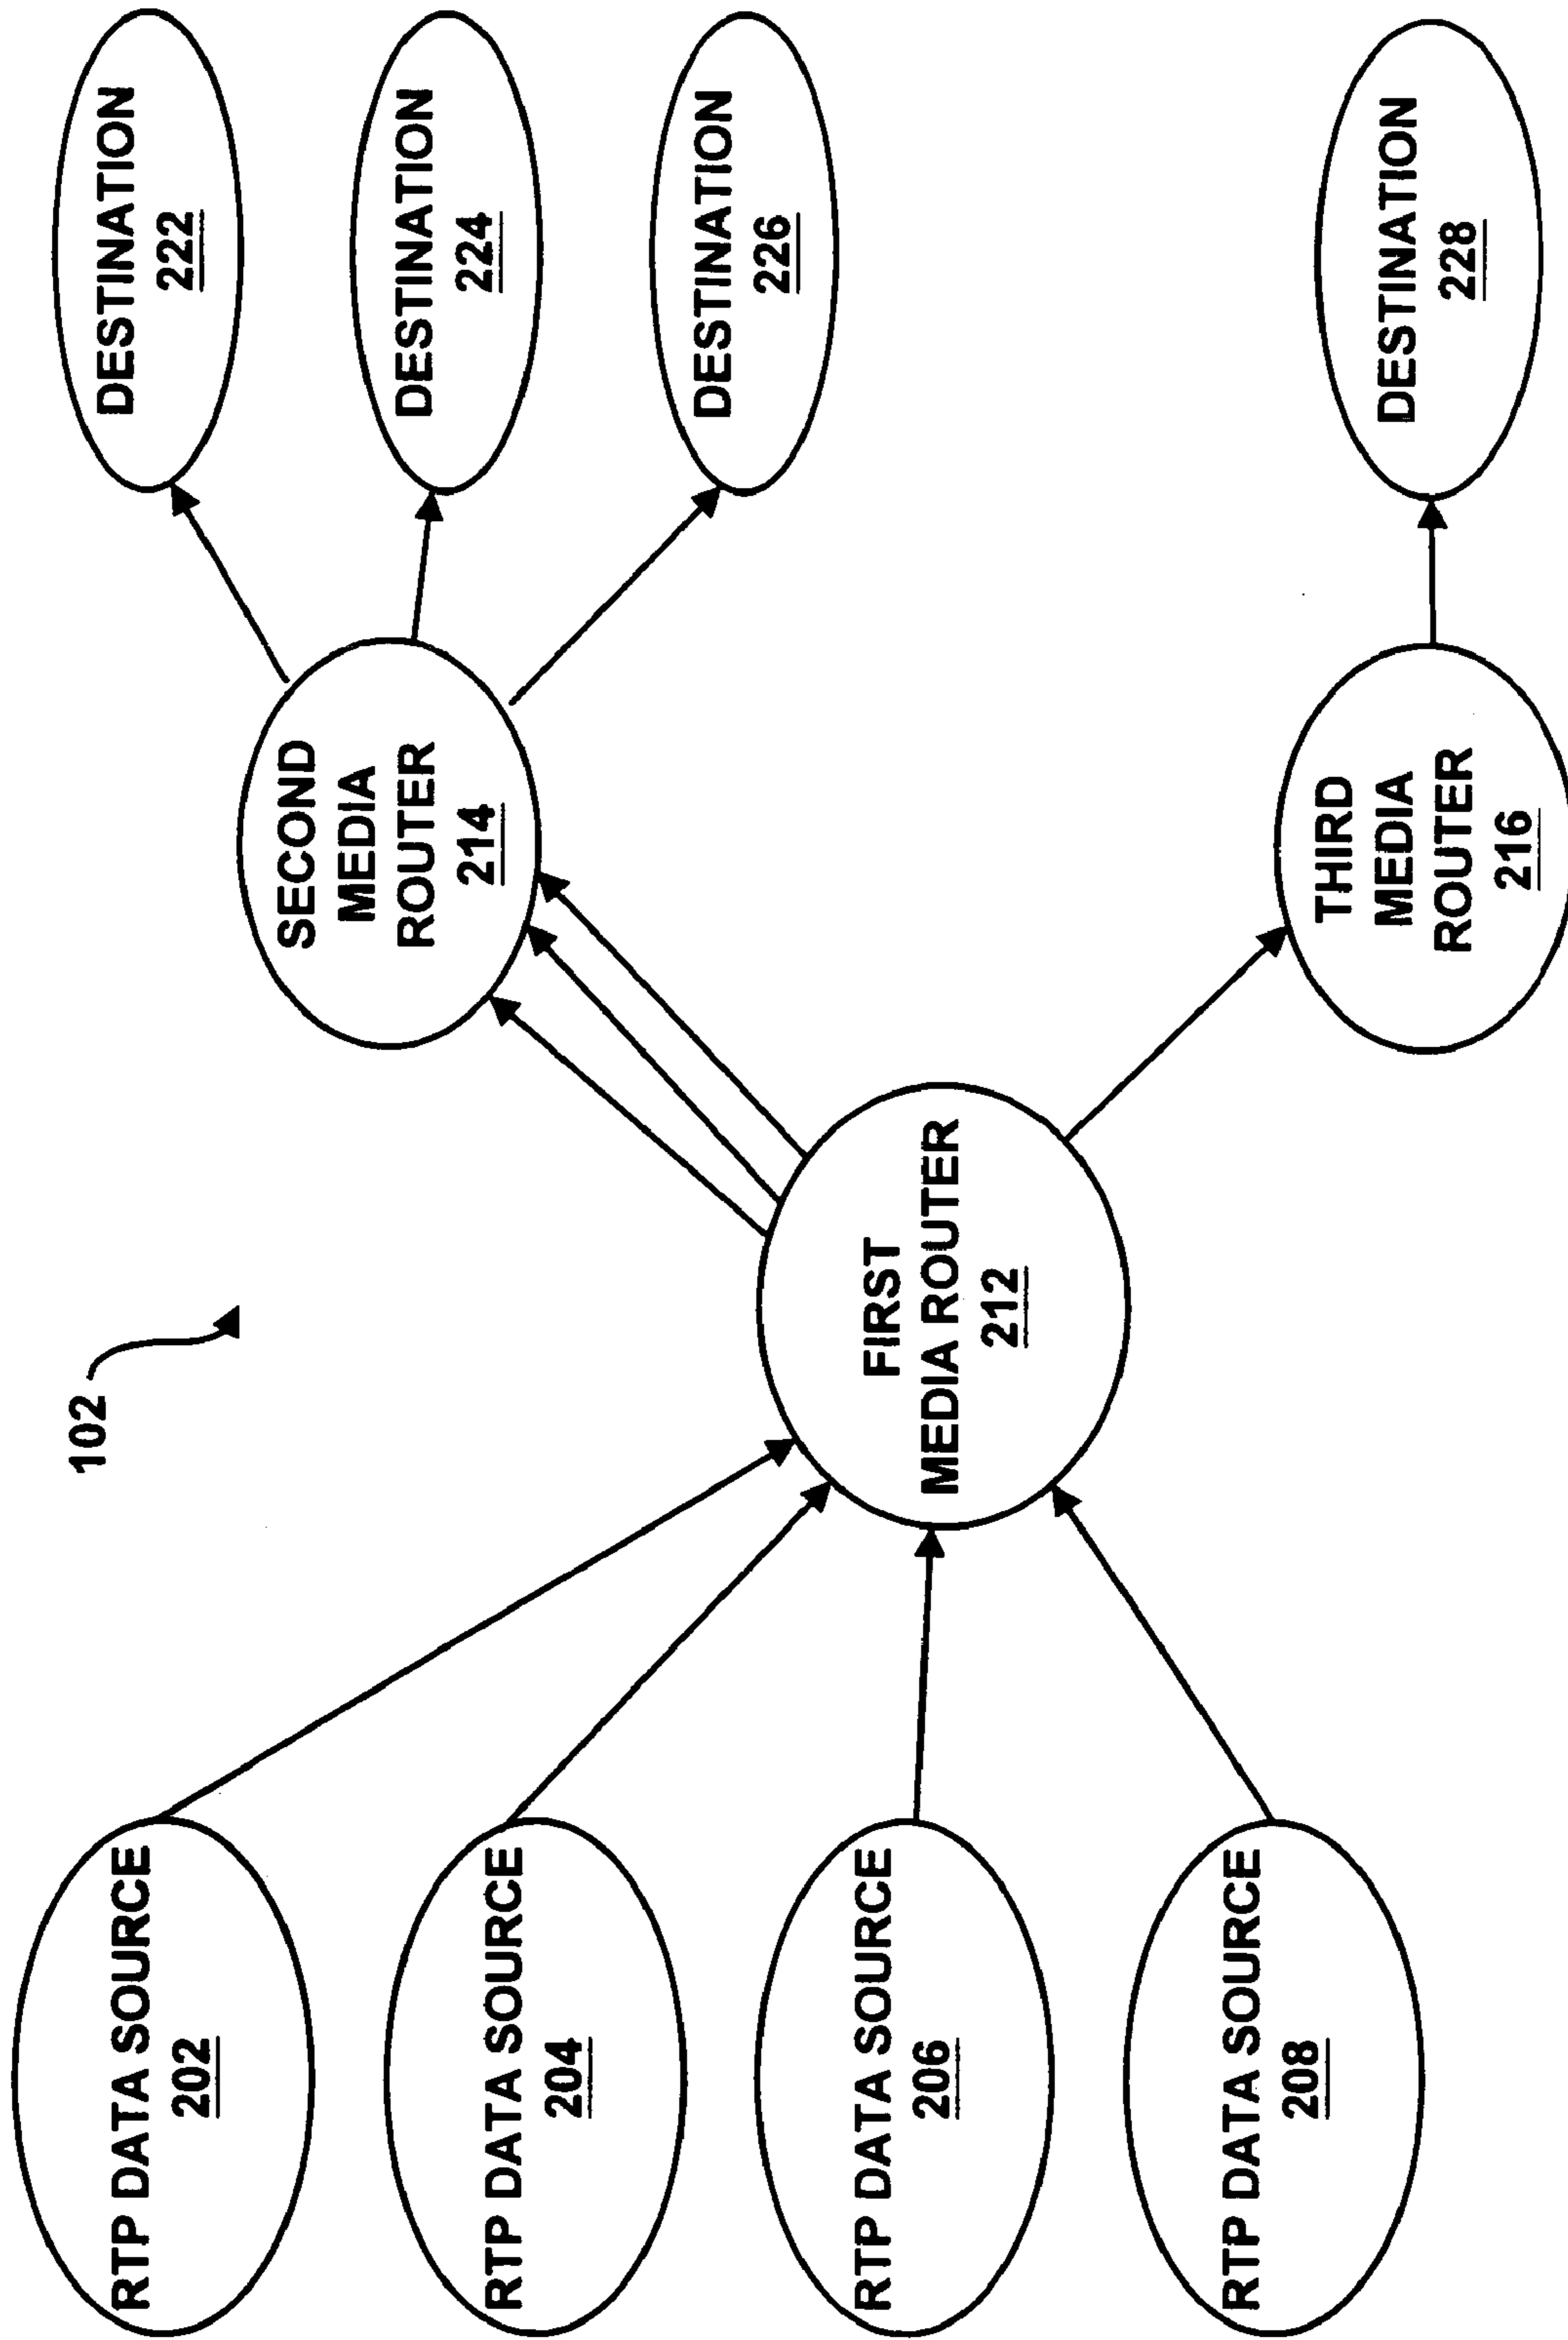 102
RTP DATA SOURCE
202
RTP DATA SOURCE
204
RTP DATA SOURCE
206
RTP DATA SOURCE
208
FIRST
MEDIA ROUTER
212
SECOND
MEDIA
ROUTER
214
THIRD
MEDIA
ROUTER
216
DESTINATION
222
DESTINATION
224
DESTINATION
226
DESTINATION
228